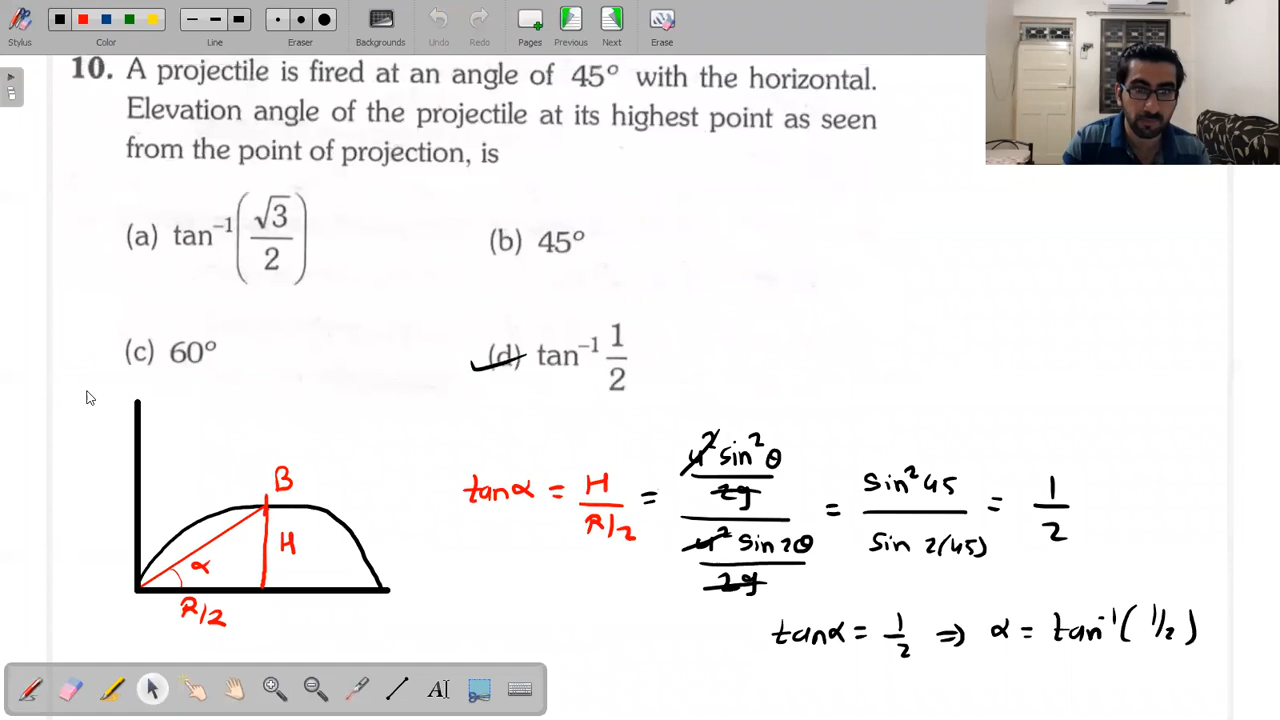 Stylus Color Line Eraser Backgrounds Undo Redo Pages Previous Next Erase
10. A projectile is fired at an angle of 45° with the horizontal.
Elevation angle of the projectile at its highest point as seen
from the point of projection, is
(a) tan⁻¹(√3/2) (b) 45°
(c) 60° (d) tan⁻¹ 1/2
B
H
α
R/2
tanα = H/(R/2) = (u² sin²θ/2g)/(u² sin 2θ/2g) = sin² 45/sin 2(45) = 1/2
tanα = 1/2 ⇒ α = tan⁻¹(1/2)